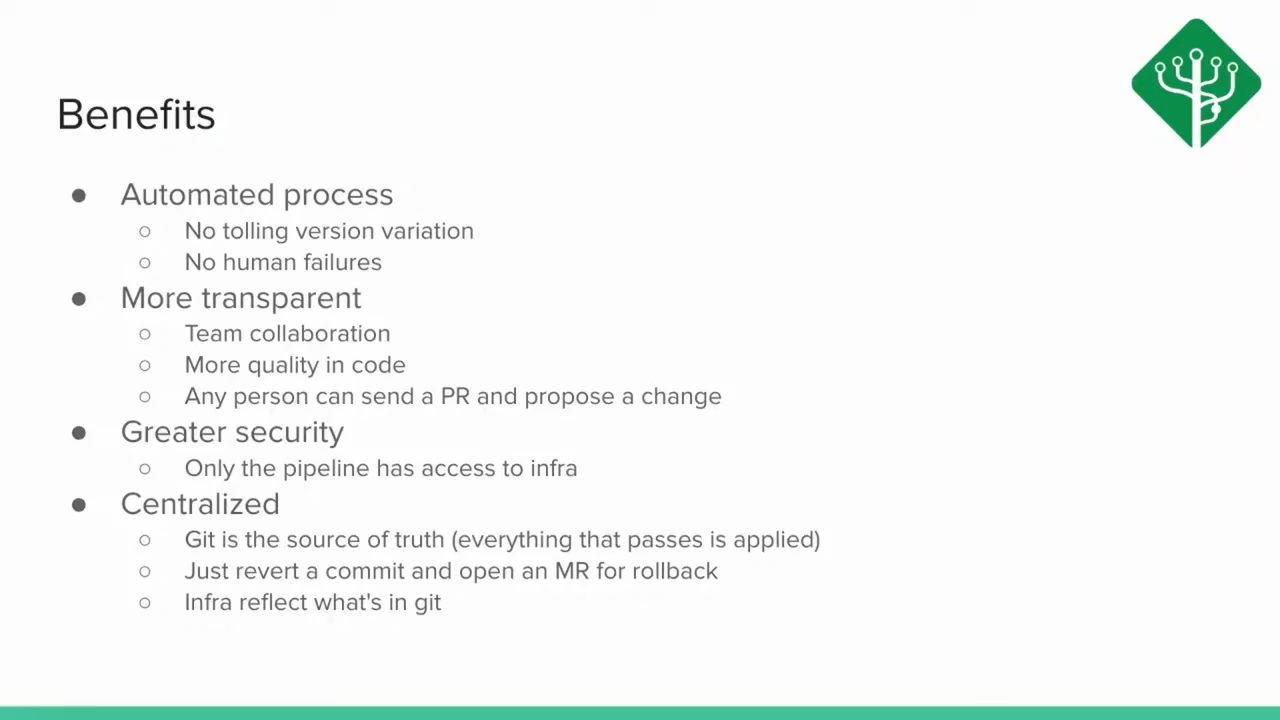 Benefits
● Automated process
○ No tolling version variation
○ No human failures
● More transparent
○ Team collaboration
○ More quality in code
○ Any person can send a PR and propose a change
● Greater security
○ Only the pipeline has access to infra
● Centralized
○ Git is the source of truth (everything that passes is applied)
○ Just revert a commit and open an MR for rollback
○ Infra reflect what's in git